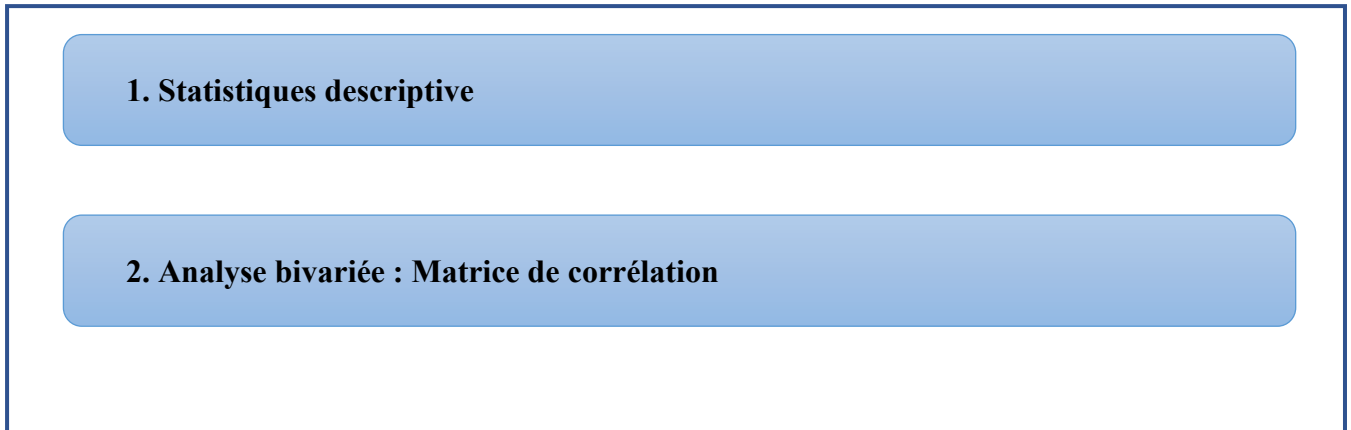 1. Statistiques descriptive
2. Analyse bivariée : Matrice de corrélation